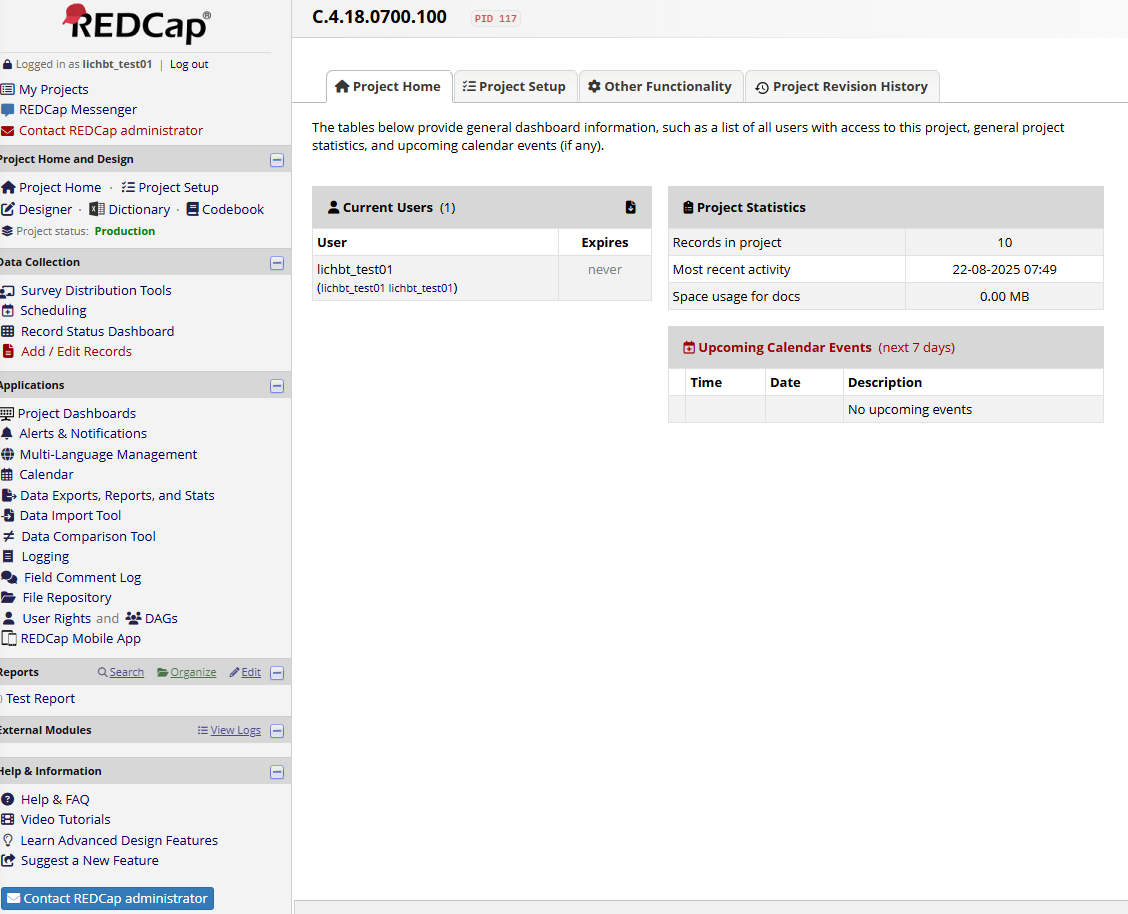 REDCap®
Logged in as lichbt_test01 | Log out
My Projects
REDCap Messenger
Contact REDCap administrator
Project Home and Design
Project Home · Project Setup
Designer · Dictionary · Codebook
Project status: Production
Data Collection
Survey Distribution Tools
Scheduling
Record Status Dashboard
Add / Edit Records
Applications
Project Dashboards
Alerts & Notifications
Multi-Language Management
Calendar
Data Exports, Reports, and Stats
Data Import Tool
Data Comparison Tool
Logging
Field Comment Log
File Repository
User Rights and DAGs
REDCap Mobile App
Reports Search Organize Edit
) Test Report
External Modules View Logs
Help & Information
Help & FAQ
Video Tutorials
Learn Advanced Design Features
Suggest a New Feature
Contact REDCap administrator
C.4.18.0700.100 PID 117
Project Home Project Setup Other Functionality Project Revision History
The tables below provide general dashboard information, such as a list of all users with access to this project, general project
statistics, and upcoming calendar events (if any).
Current Users (1)
User Expires
lichbt_test01 never
(lichbt_test01 lichbt_test01)
Project Statistics
Records in project 10
Most recent activity 22-08-2025 07:49
Space usage for docs 0.00 MB
Upcoming Calendar Events (next 7 days)
Time Date Description
No upcoming events